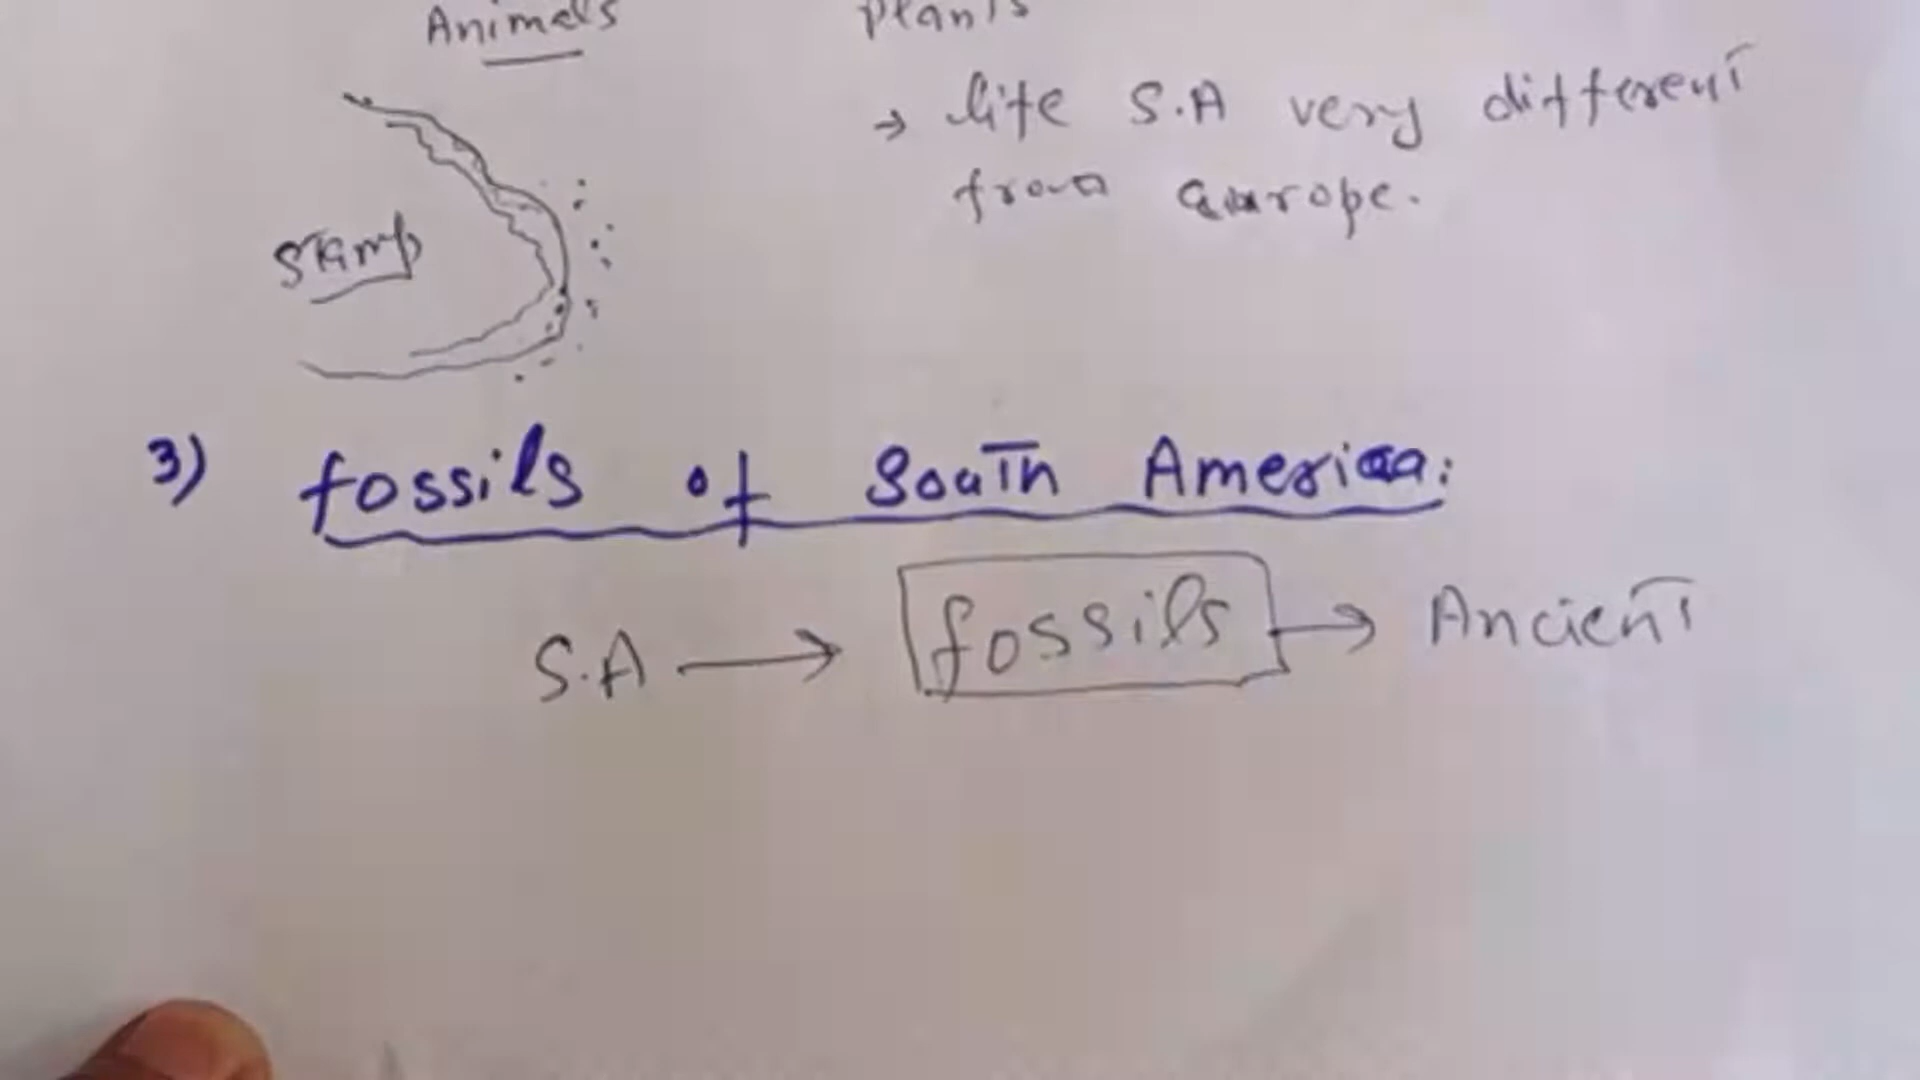 Animals Plants
→ life S.A very different
from Europe.
Stamp
3) fossils of South America:
S.A → fossils → Ancient